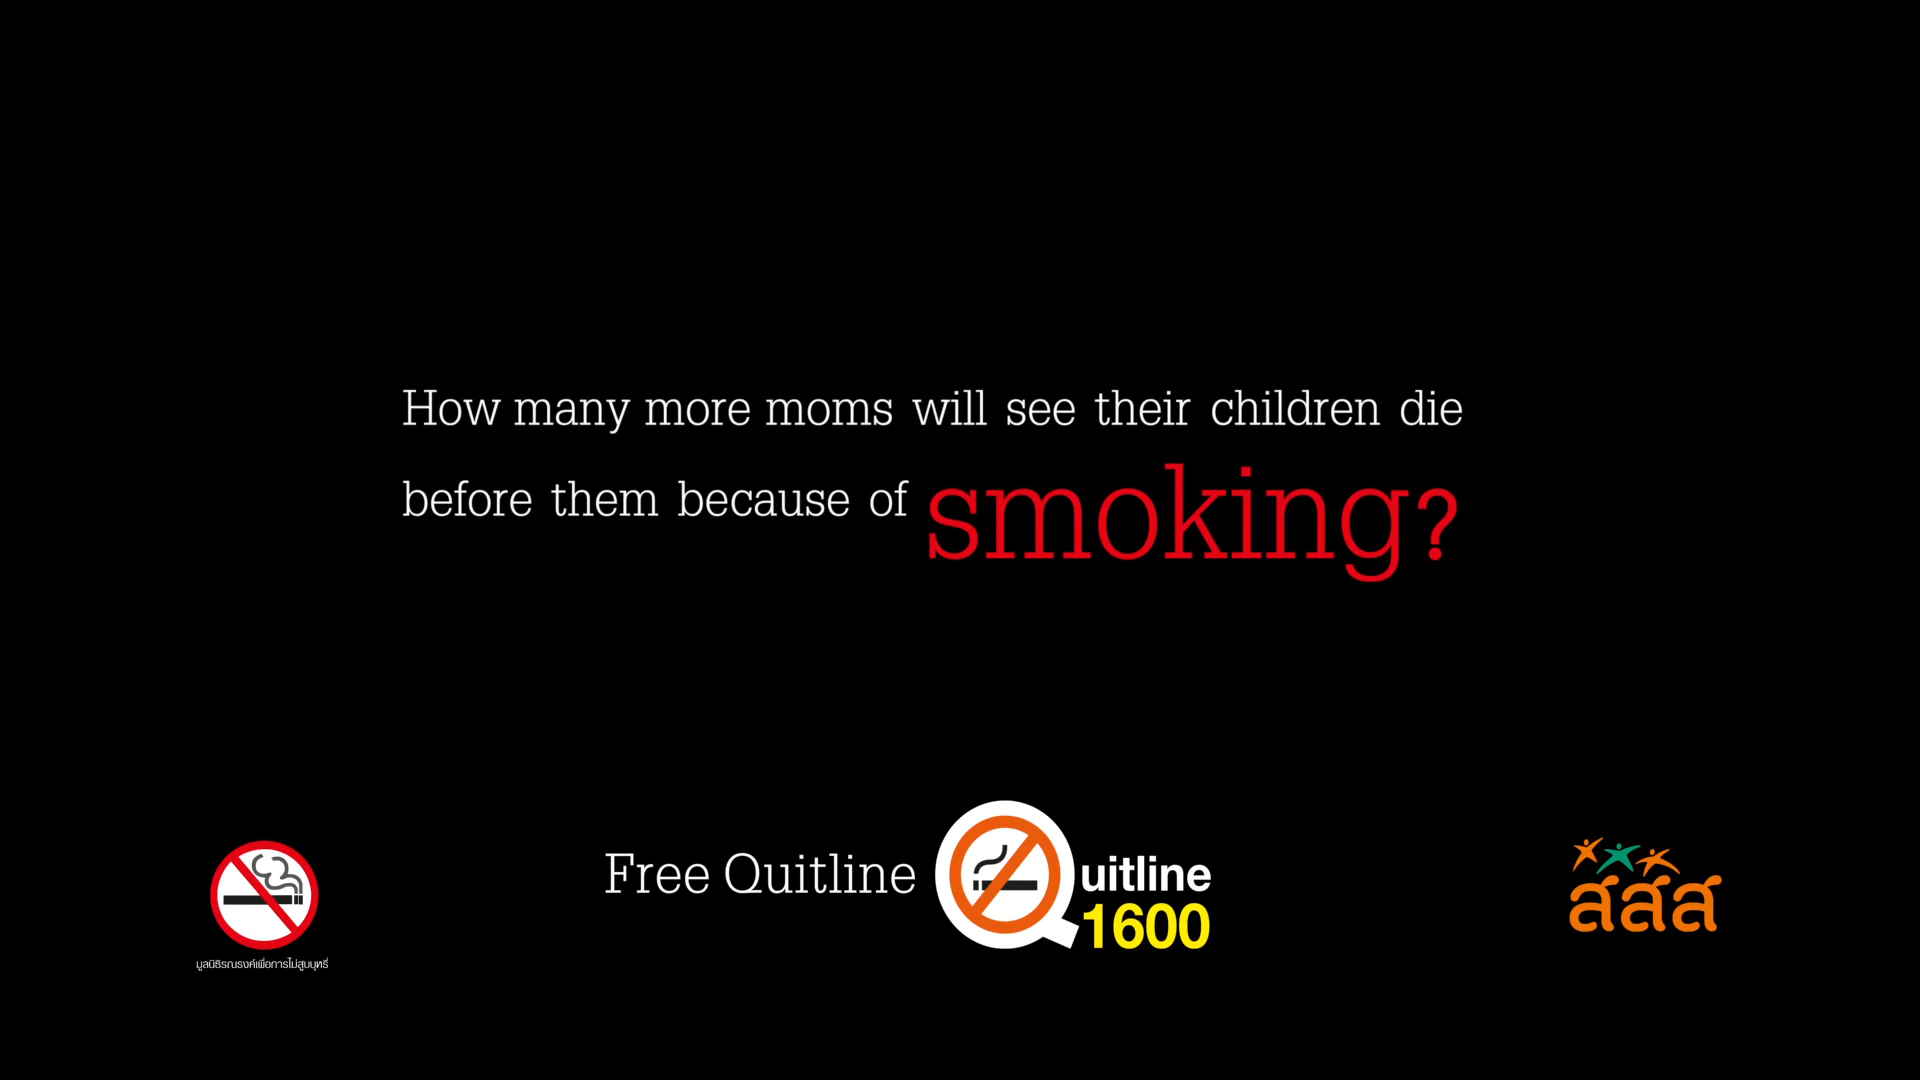 How many more moms will see their children die
before them because of smoking?
Free Quitline
Quitline
1600
มูลนิธิรณรงค์เพื่อการไม่สูบบุหรี่
สสส